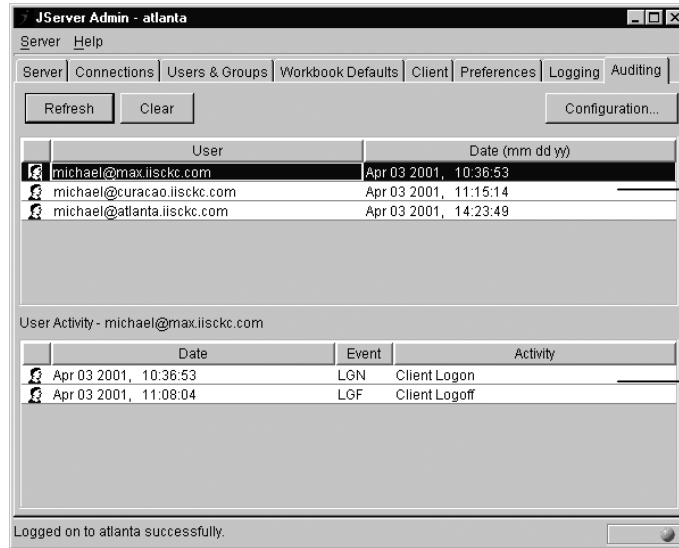 JServer Admin - atlanta
Server Help
Server Connections Users & Groups Workbook Defaults Client Preferences Logging Auditing
Refresh Clear Configuration...
User Date (mm dd yy)
michael@max.iisckc.com Apr 03 2001, 10:36:53
michael@curacao.iisckc.com Apr 03 2001, 11:15:14
michael@atlanta.iisckc.com Apr 03 2001, 14:23:49
User Activity - michael@max.iisckc.com
Date Event Activity
Apr 03 2001, 10:36:53 LGN Client Logon
Apr 03 2001, 11:08:04 LGF Client Logoff
Logged on to atlanta successfully.